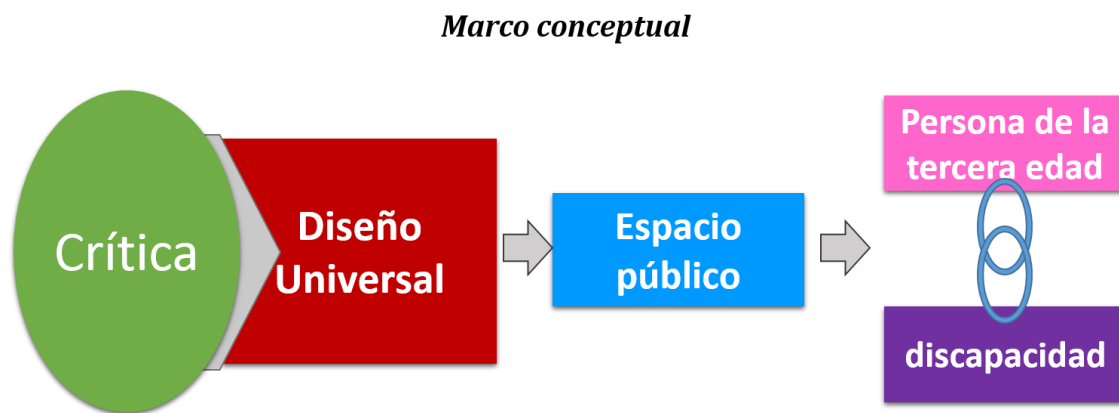 Marco conceptual
Crítica
Diseño
Universal
Espacio
público
Persona de la
tercera edad
discapacidad